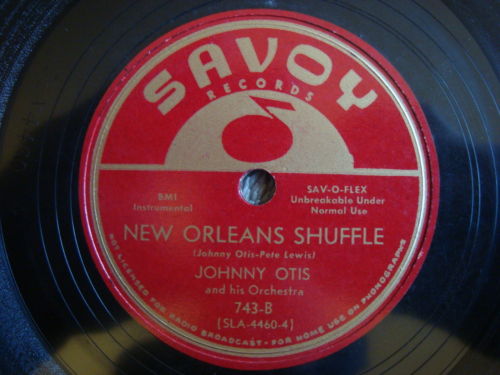 SAVOY
RECORDS
BMI
Instrumental
SAV-O-FLEX
Unbreakable Under
Normal Use
NEW ORLEANS SHUFFLE
(Johnny Otis-Pete Lewis)
JOHNNY OTIS
and his Orchestra
743-B
(SLA-4460-4)
NOT LICENSED FOR RADIO BROADCAST - FOR HOME USE ON PHONOGRAPHS